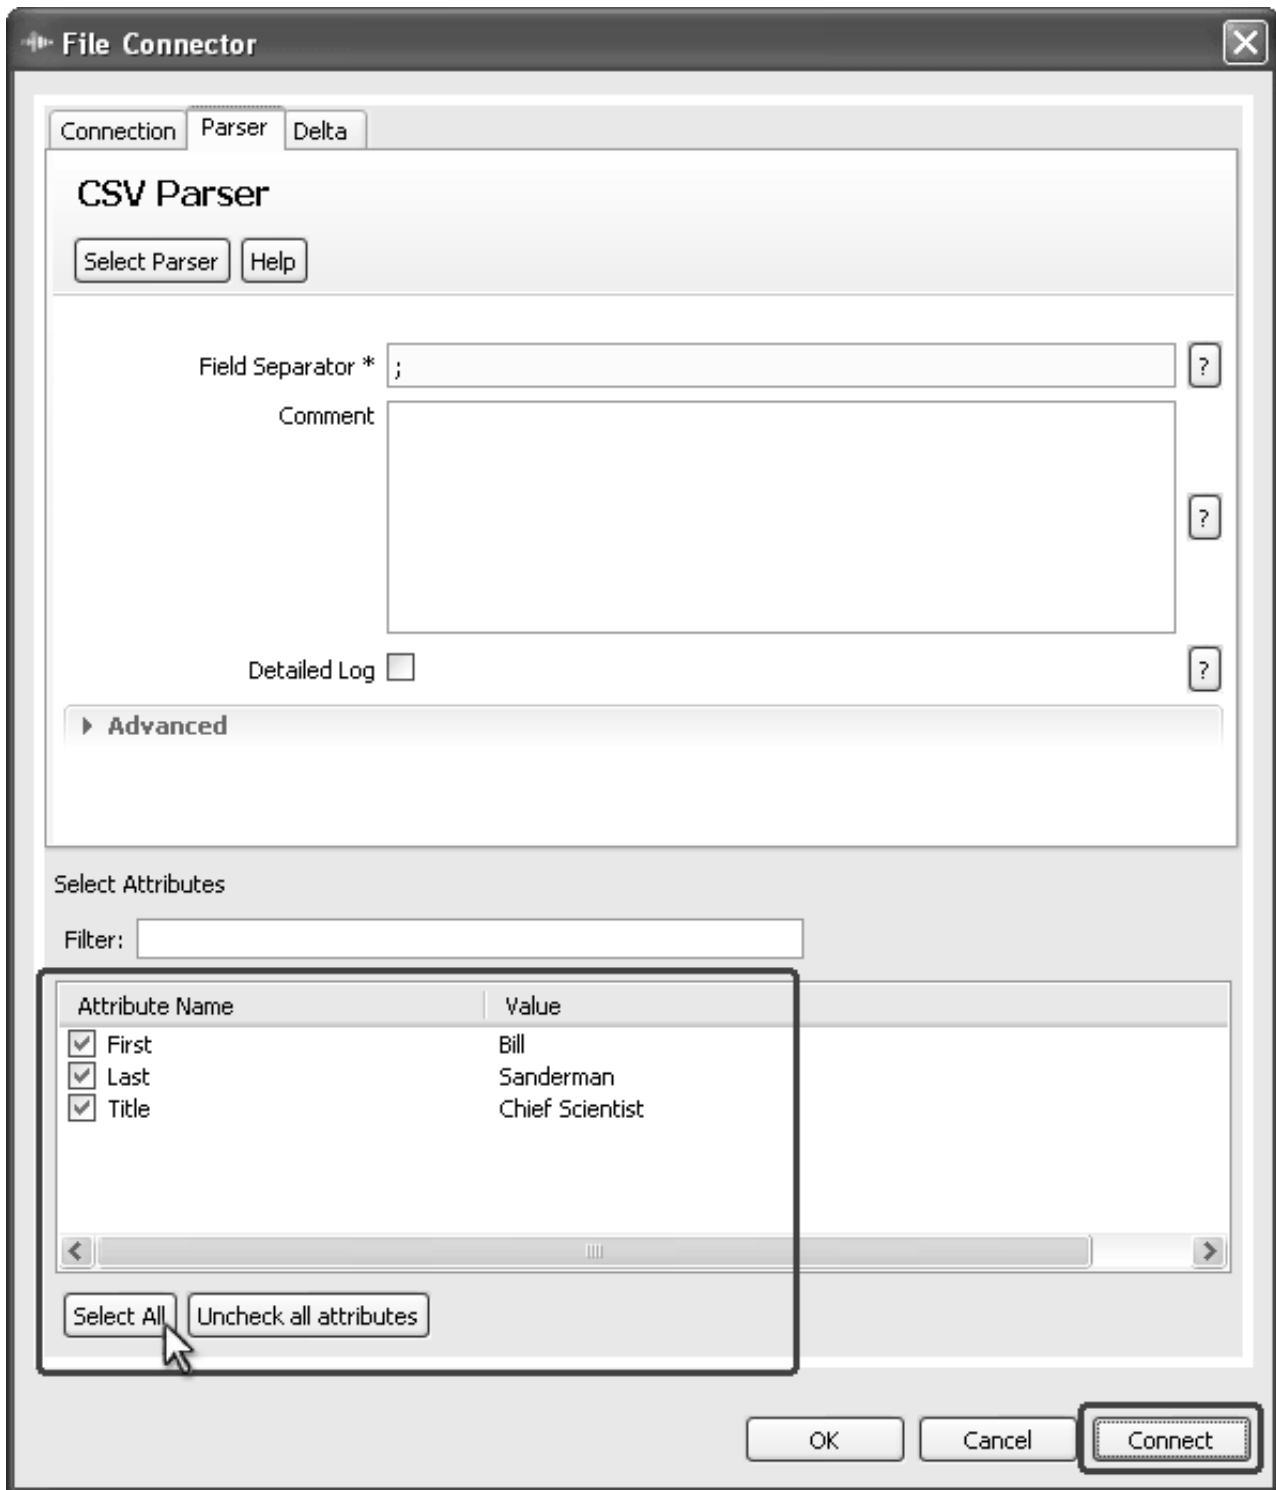 File Connector
Connection Parser Delta
CSV Parser
Select Parser Help
Field Separator * ; ?
Comment
?
Detailed Log ?
Advanced
Select Attributes
Filter:
Attribute Name Value
First Bill
Last Sanderman
Title Chief Scientist
Select All Uncheck all attributes
OK Cancel Connect